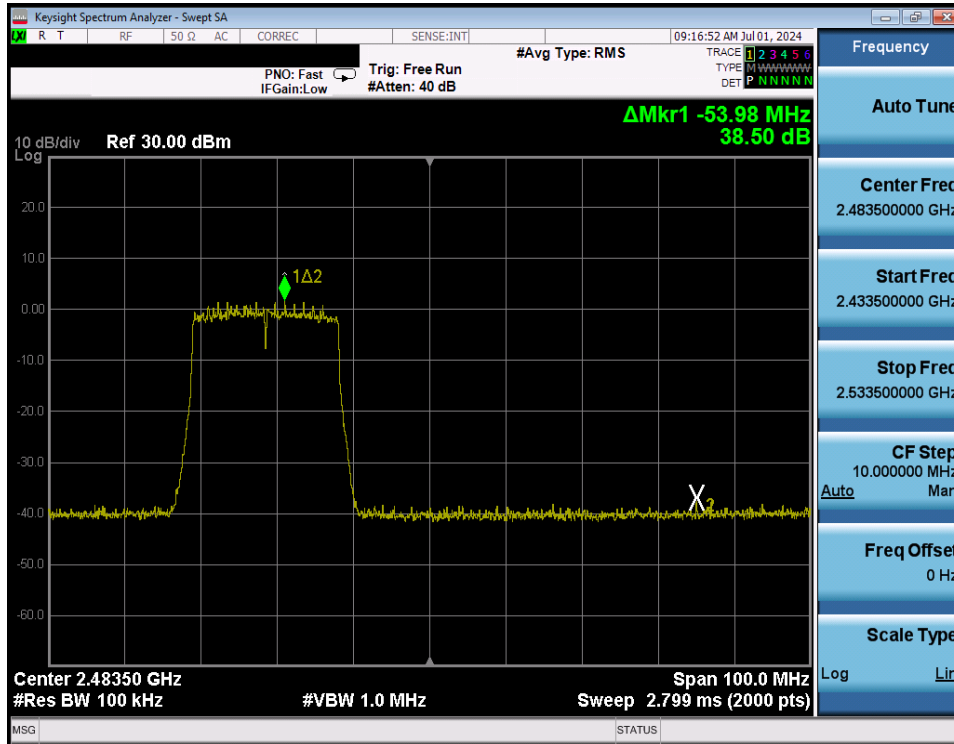 Keysight Spectrum Analyzer - Swept SA
LXI R T RF 50 Ω AC CORREC SENSE:INT 09:16:52 AM Jul 01, 2024
#Avg Type: RMS
TRACE 1 2 3 4 5 6
TYPE M W W W W W
DET P N N N N N
PNO: Fast
IFGain:Low
Trig: Free Run
#Atten: 40 dB
ΔMkr1 -53.98 MHz
38.50 dB
10 dB/div Ref 30.00 dBm
Log
1Δ2
20.0
10.0
0.00
-10.0
-20.0
-30.0
-40.0
2
-50.0
-60.0
Center 2.48350 GHz Span 100.0 MHz
#Res BW 100 kHz #VBW 1.0 MHz Sweep 2.799 ms (2000 pts)
MSG STATUS
Frequency
Auto Tune
Center Freq
2.483500000 GHz
Start Freq
2.433500000 GHz
Stop Freq
2.533500000 GHz
CF Step
10.000000 MHz
Auto Man
Freq Offset
0 Hz
Scale Type
Log Lin